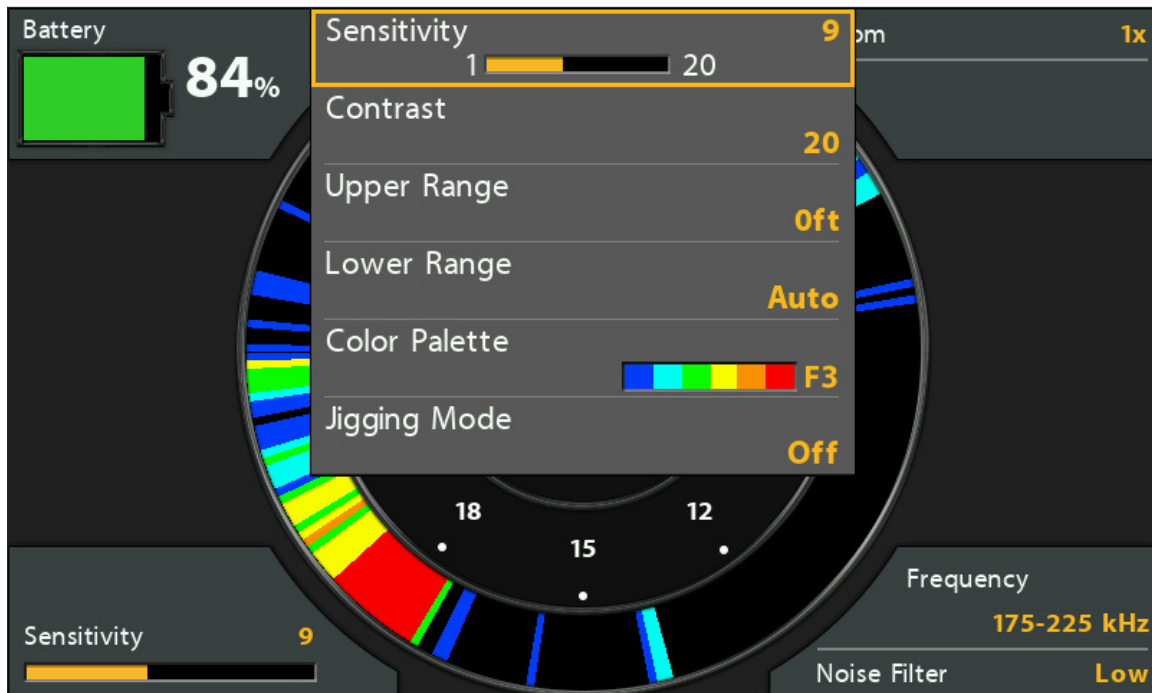 Battery
84%
Sensitivity 9
1 20
Contrast
20
Upper Range
0ft
Lower Range
Auto
Color Palette
F3
Jigging Mode
Off
om 1x
18 12
15
Sensitivity 9
Frequency
175-225 kHz
Noise Filter Low